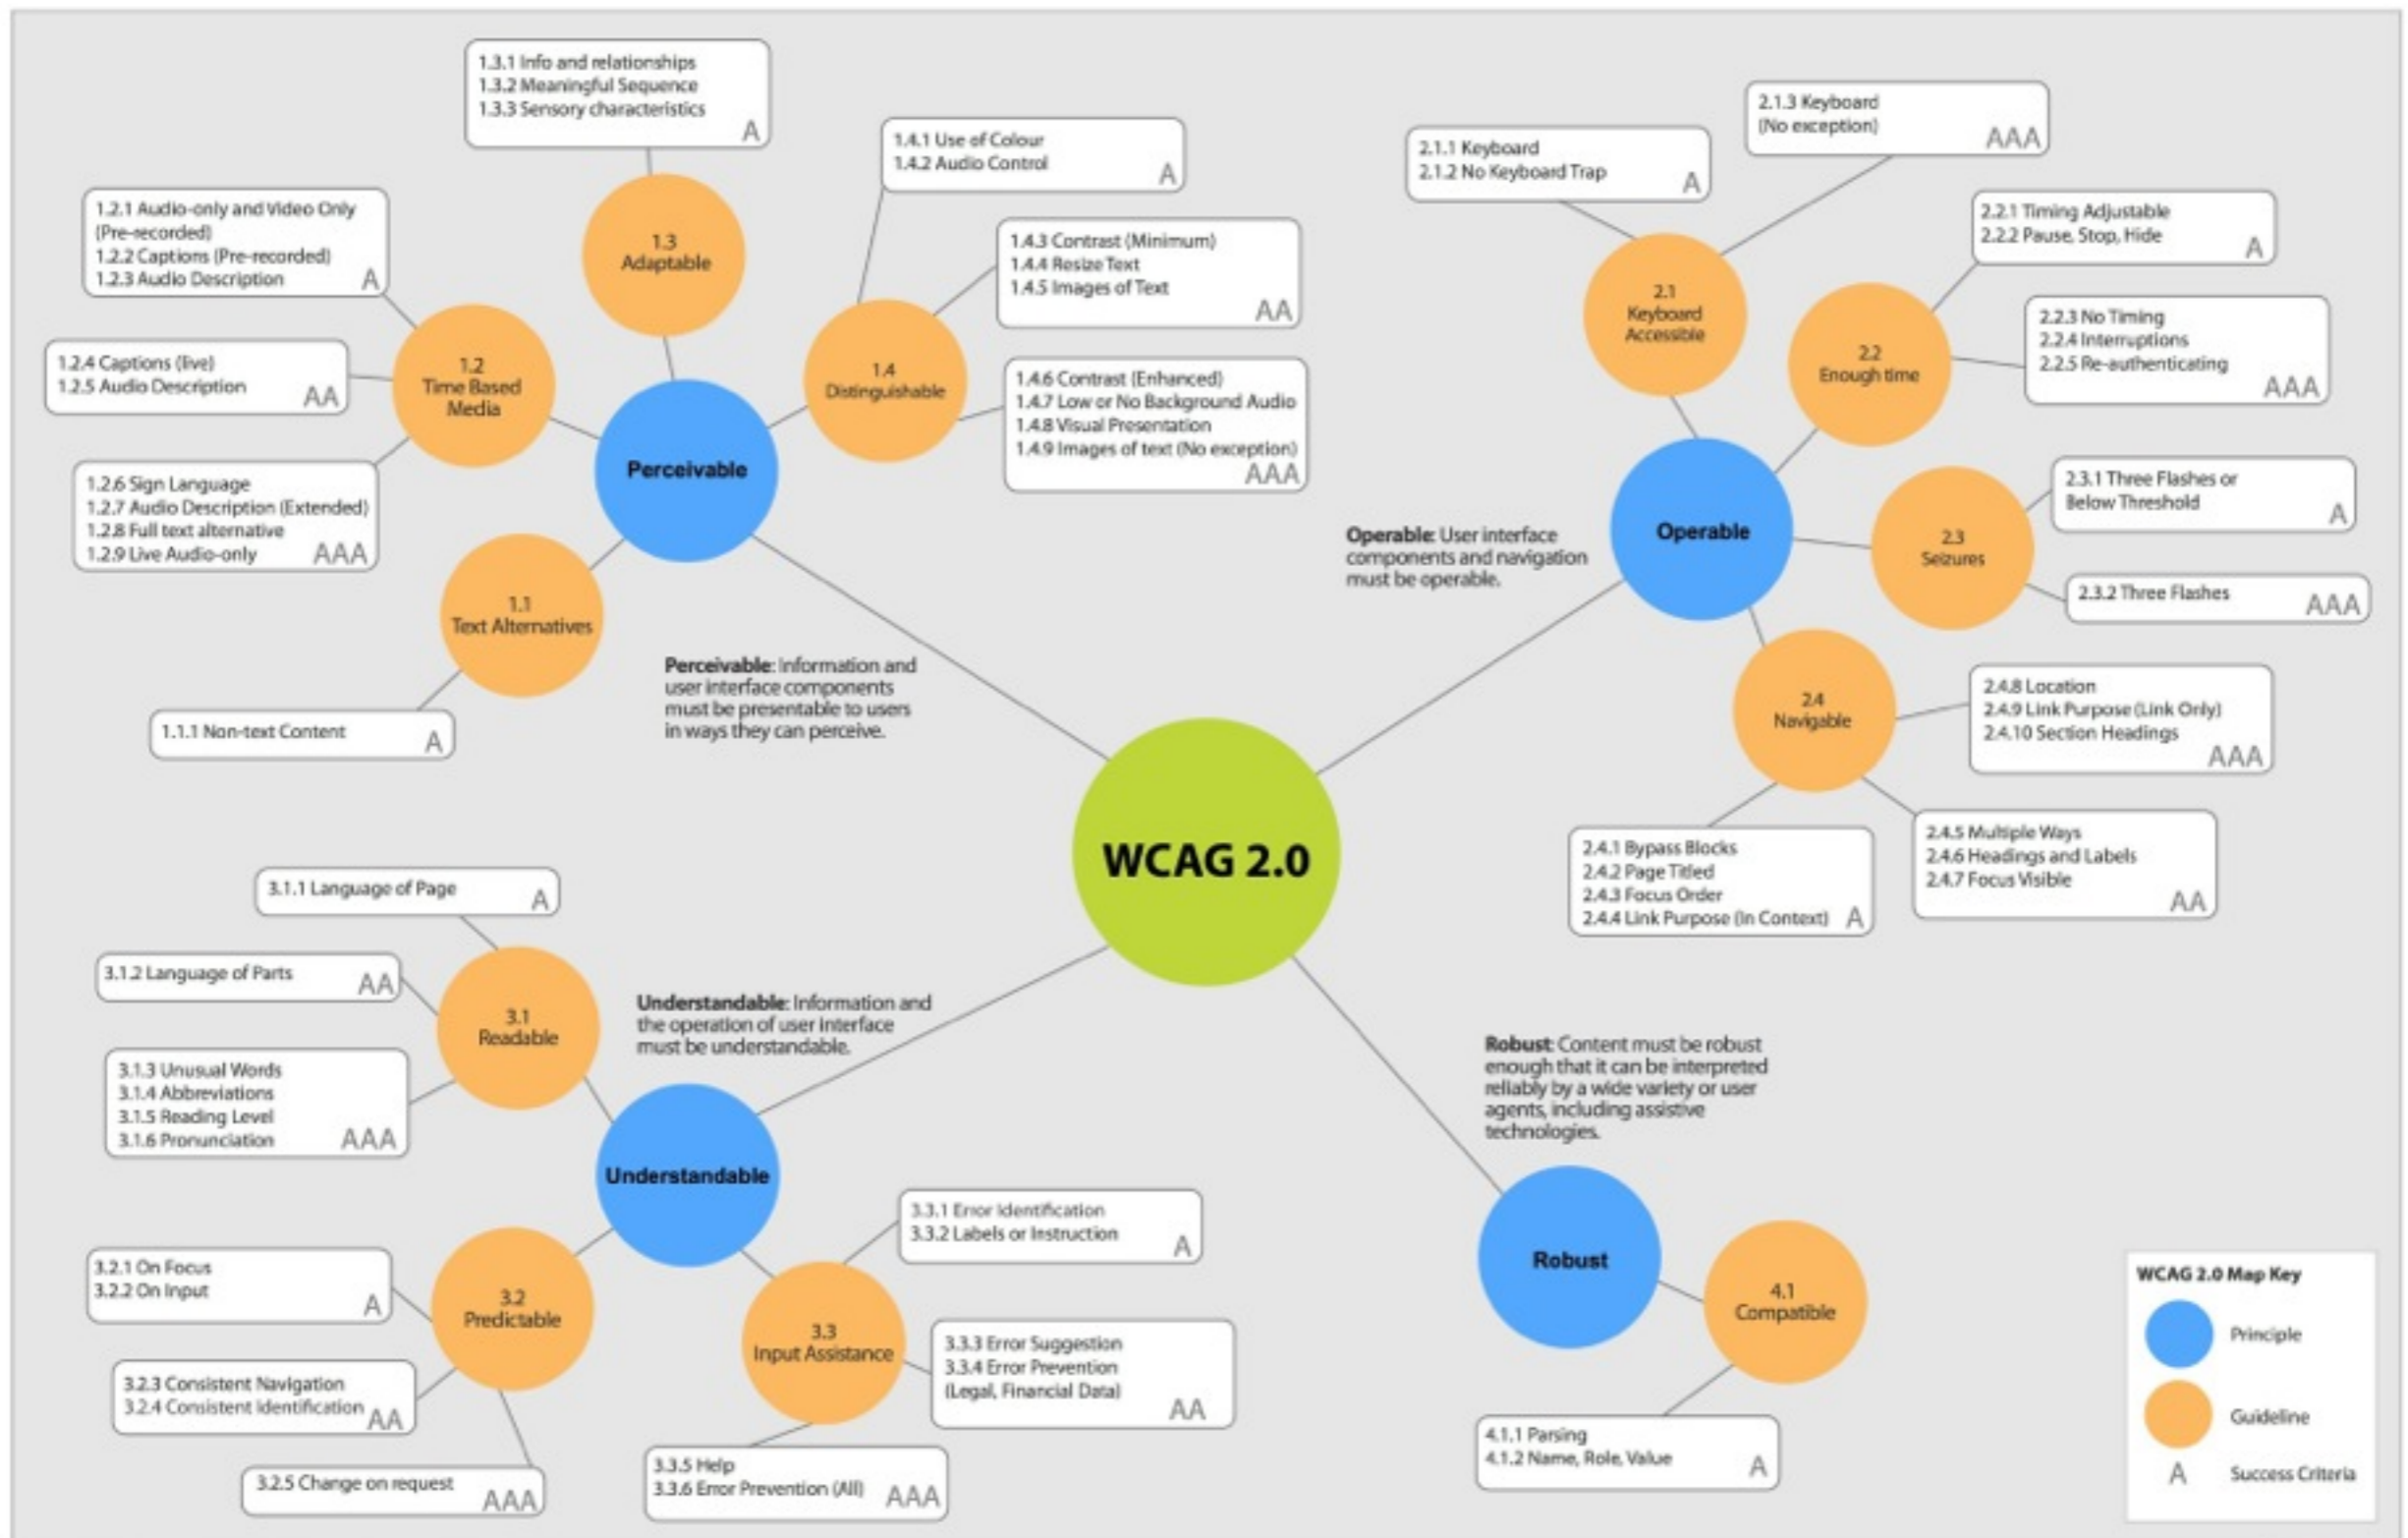 1.3.1 Info and relationships
1.3.2 Meaningful Sequence
1.3.3 Sensory characteristics
A
1.4.1 Use of Colour
1.4.2 Audio Control
A
1.2.1 Audio-only and Video Only
(Pre-recorded)
1.2.2 Captions (Pre-recorded)
1.2.3 Audio Description
A
1.3
Adaptable
1.4.3 Contrast (Minimum)
1.4.4 Resize Text
1.4.5 Images of Text
AA
1.2.4 Captions (live)
1.2.5 Audio Description
AA
1.2
Time Based
Media
1.4
Distinguishable
1.4.6 Contrast (Enhanced)
1.4.7 Low or No Background Audio
1.4.8 Visual Presentation
1.4.9 Images of text (No exception)
AAA
Perceivable
1.2.6 Sign Language
1.2.7 Audio Description (Extended)
1.2.8 Full text alternative
1.2.9 Live Audio-only
AAA
1.1
Text Alternatives
1.1.1 Non-text Content
A
Perceivable: Information and
user interface components
must be presentable to users
in ways they can perceive.
2.1.1 Keyboard
2.1.2 No Keyboard Trap
A
2.1.3 Keyboard
(No exception)
AAA
2.2.1 Timing Adjustable
2.2.2 Pause, Stop, Hide
A
2.1
Keyboard
Accessible
2.2
Enough time
2.2.3 No Timing
2.2.4 Interruptions
2.2.5 Re-authenticating
AAA
Operable: User interface
components and navigation
must be operable.
Operable
2.3
Seizures
2.3.1 Three Flashes or
Below Threshold
A
2.3.2 Three Flashes
AAA
2.4
Navigable
2.4.8 Location
2.4.9 Link Purpose (Link Only)
2.4.10 Section Headings
AAA
2.4.1 Bypass Blocks
2.4.2 Page Titled
2.4.3 Focus Order
2.4.4 Link Purpose (In Context)
A
2.4.5 Multiple Ways
2.4.6 Headings and Labels
2.4.7 Focus Visible
AA
WCAG 2.0
3.1.1 Language of Page
A
3.1.2 Language of Parts
AA
3.1
Readable
3.1.3 Unusual Words
3.1.4 Abbreviations
3.1.5 Reading Level
3.1.6 Pronunciation
AAA
Understandable: Information and
the operation of user interface
must be understandable.
Understandable
3.2.1 On Focus
3.2.2 On Input
A
3.2
Predictable
3.2.3 Consistent Navigation
3.2.4 Consistent Identification
AA
3.2.5 Change on request
AAA
3.3.1 Error Identification
3.3.2 Labels or Instruction
A
3.3
Input Assistance
3.3.3 Error Suggestion
3.3.4 Error Prevention
(Legal, Financial Data)
AA
3.3.5 Help
3.3.6 Error Prevention (All)
AAA
Robust: Content must be robust
enough that it can be interpreted
reliably by a wide variety or user
agents, including assistive
technologies.
Robust
4.1
Compatible
4.1.1 Parsing
4.1.2 Name, Role, Value
A
WCAG 2.0 Map Key
Principle
Guideline
A
Success Criteria